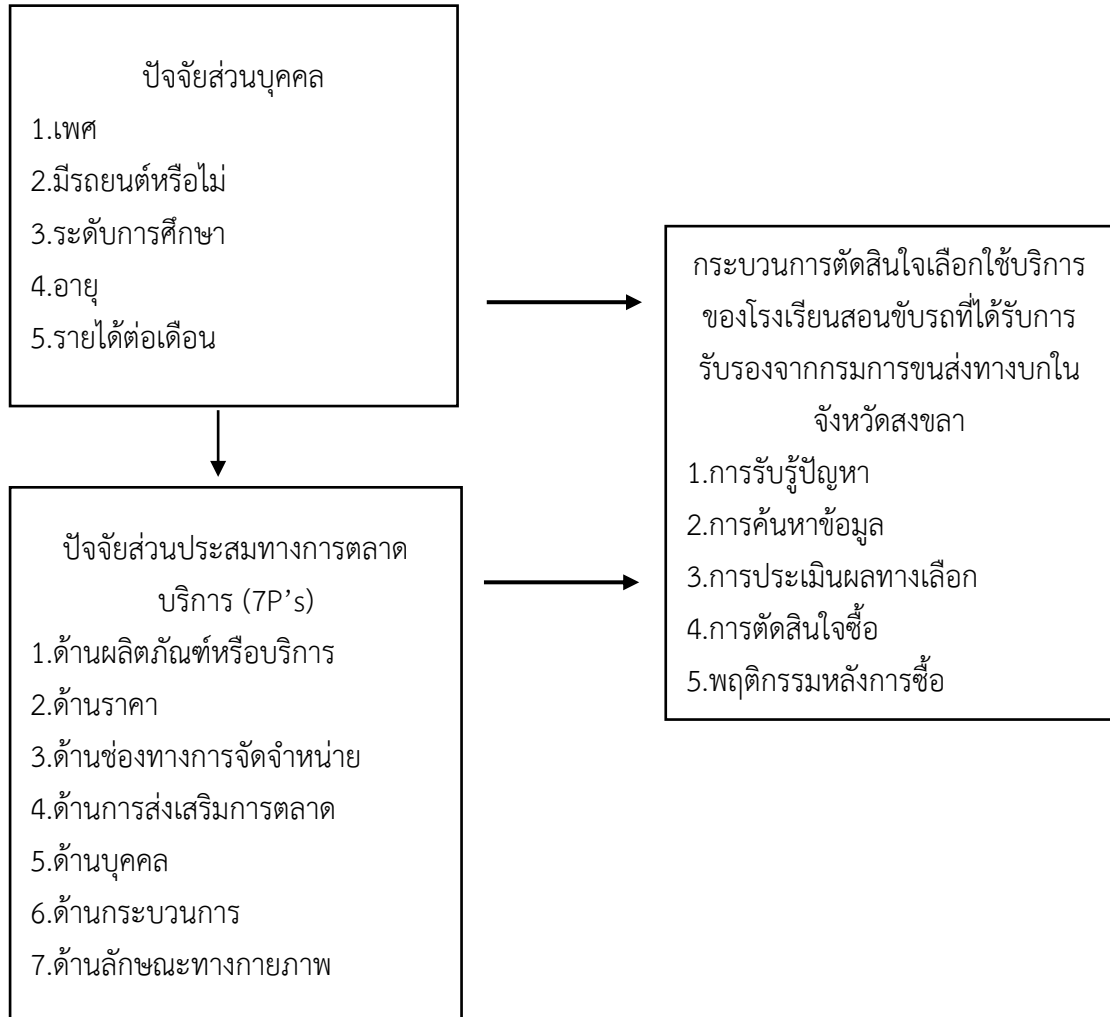 ปัจจัยส่วนบุคคล
1.เพศ
2.มีรถยนต์หรือไม่
3.ระดับการศึกษา
4.อายุ
5.รายได้ต่อเดือน
ปัจจัยส่วนประสมทางการตลาด
บริการ (7P’s)
1.ด้านผลิตภัณฑ์หรือบริการ
2.ด้านราคา
3.ด้านช่องทางการจัดจำหน่าย
4.ด้านการส่งเสริมการตลาด
5.ด้านบุคคล
6.ด้านกระบวนการ
7.ด้านลักษณะทางกายภาพ
กระบวนการตัดสินใจเลือกใช้บริการ
ของโรงเรียนสอนขับรถที่ได้รับการ
รับรองจากกรมการขนส่งทางบกใน
จังหวัดสงขลา
1.การรับรู้ปัญหา
2.การค้นหาข้อมูล
3.การประเมินผลทางเลือก
4.การตัดสินใจซื้อ
5.พฤติกรรมหลังการซื้อ